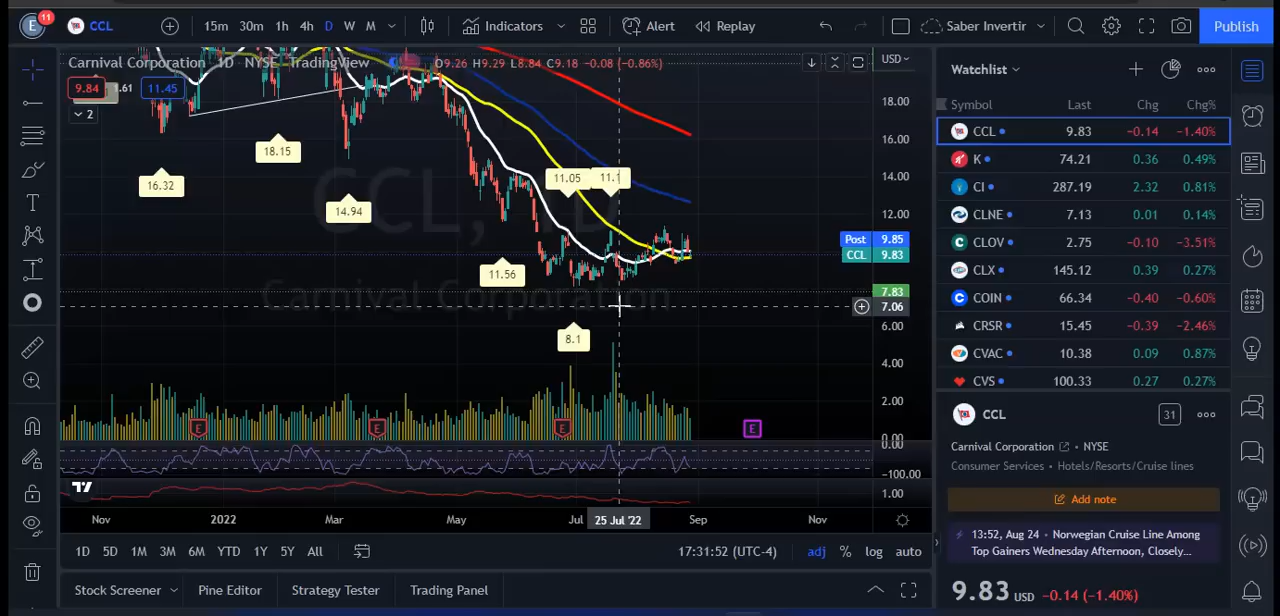 E 11 CCL 15m 30m 1h 4h D W M Indicators Alert Replay Saber Invertir Publish
Carnival Corporation 1D NYSE TradingView O9.26 H9.29 L8.84 C9.18 -0.08 (-0.86%)
9.84 1.61 11.45
2
CCL, 1D
Carnival Corporation
16.32
18.15
14.94
11.56
11.05
11.1
8.1
E
E
E
E
USD
18.00
16.00
14.00
12.00
Post 9.85
CCL 9.83
7.83
7.06
6.00
4.00
2.00
0.00
0.00
-100.00
1.00
Nov 2022 Mar May Jul 25 Jul '22 Sep Nov
1D 5D 1M 3M 6M YTD 1Y 5Y All 17:31:52 (UTC-4) adj % log auto
Stock Screener Pine Editor Strategy Tester Trading Panel
Watchlist
Symbol Last Chg Chg%
CCL 9.83 −0.14 −1.40%
K 74.21 0.36 0.49%
CI 287.19 2.32 0.81%
CLNE 7.13 0.01 0.14%
CLOV 2.75 −0.10 −3.51%
CLX 145.12 0.39 0.27%
COIN 66.34 −0.40 −0.60%
CRSR 15.45 −0.39 −2.46%
CVAC 10.38 0.09 0.87%
CVS 100.33 0.27 0.27%
CCL 31
Carnival Corporation • NYSE
Consumer Services • Hotels/Resorts/Cruise lines
Add note
13:52, Aug 24 • Norwegian Cruise Line Among
Top Gainers Wednesday Afternoon, Closely...
9.83 USD −0.14 (−1.40%)